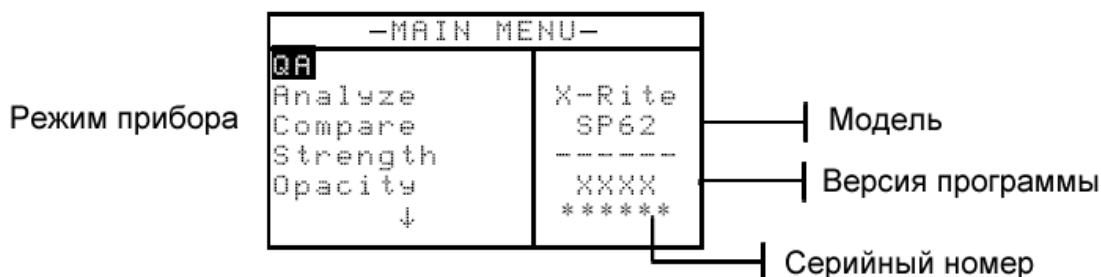 —MAIN MENU—
QA
Analyze
Compare
Strength
Opacity
↓
X-Rite
SP62
------
XXXX
******
Режим прибора
Модель
Версия программы
Серийный номер